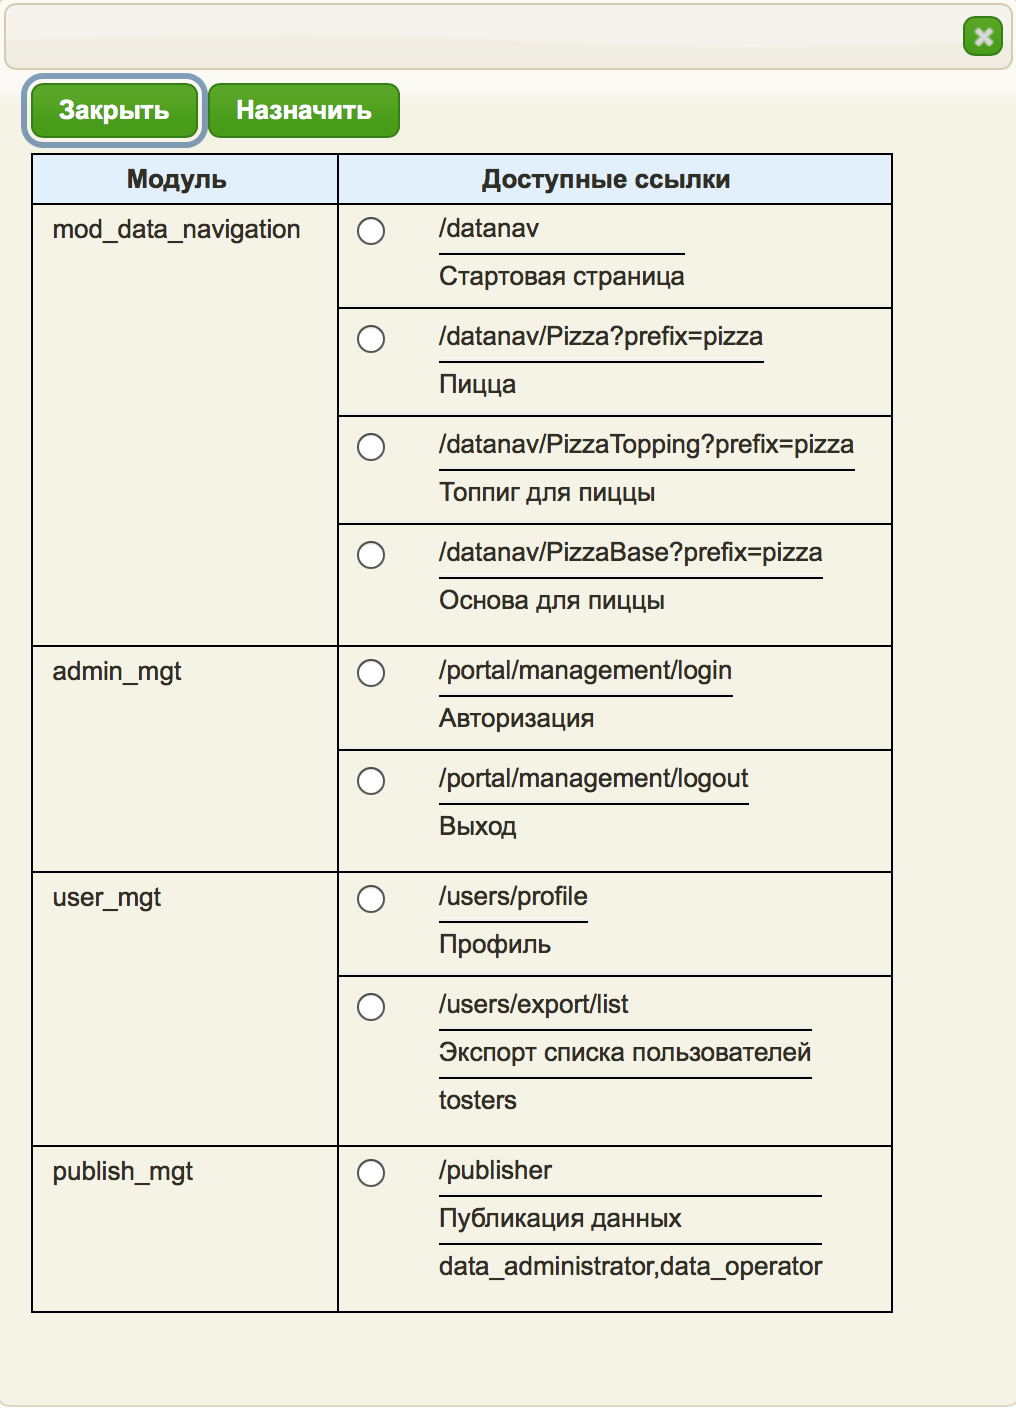 Закрыть Назначить
Модуль Доступные ссылки
mod_data_navigation /datanav
Стартовая страница
/datanav/Pizza?prefix=pizza
Пицца
/datanav/PizzaTopping?prefix=pizza
Топпиг для пиццы
/datanav/PizzaBase?prefix=pizza
Основа для пиццы
admin_mgt /portal/management/login
Авторизация
/portal/management/logout
Выход
user_mgt /users/profile
Профиль
/users/export/list
Экспорт списка пользователей
tosters
publish_mgt /publisher
Публикация данных
data_administrator,data_operator